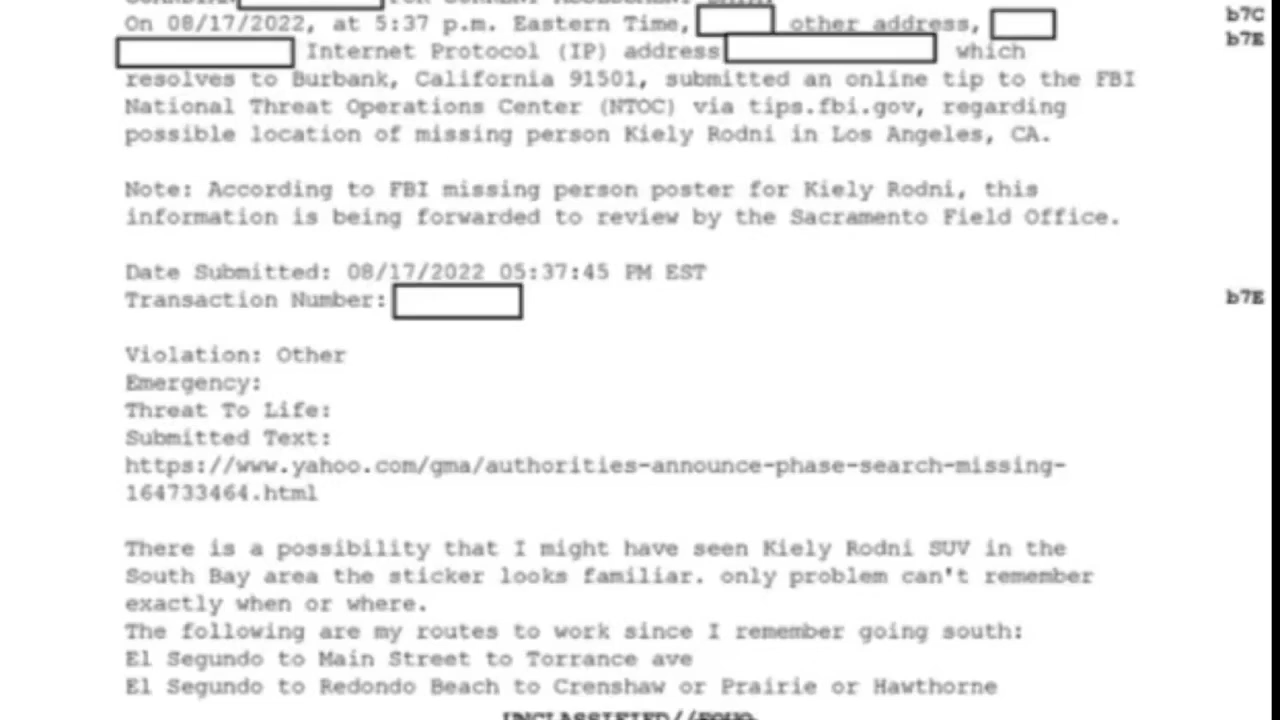 On 08/17/2022, at 5:37 p.m. Eastern Time, other address, b7C
Internet Protocol (IP) address which b7E
resolves to Burbank, California 91501, submitted an online tip to the FBI
National Threat Operations Center (NTOC) via tips.fbi.gov, regarding
possible location of missing person Kiely Rodni in Los Angeles, CA.
Note: According to FBI missing person poster for Kiely Rodni, this
information is being forwarded to review by the Sacramento Field Office.
Date Submitted: 08/17/2022 05:37:45 PM EST
Transaction Number: b7E
Violation: Other
Emergency:
Threat To Life:
Submitted Text:
https://www.yahoo.com/gma/authorities-announce-phase-search-missing-
164733464.html
There is a possibility that I might have seen Kiely Rodni SUV in the
South Bay area the sticker looks familiar. only problem can't remember
exactly when or where.
The following are my routes to work since I remember going south:
El Segundo to Main Street to Torrance ave
El Segundo to Redondo Beach to Crenshaw or Prairie or Hawthorne
UNCLASSIFIED//FOUO